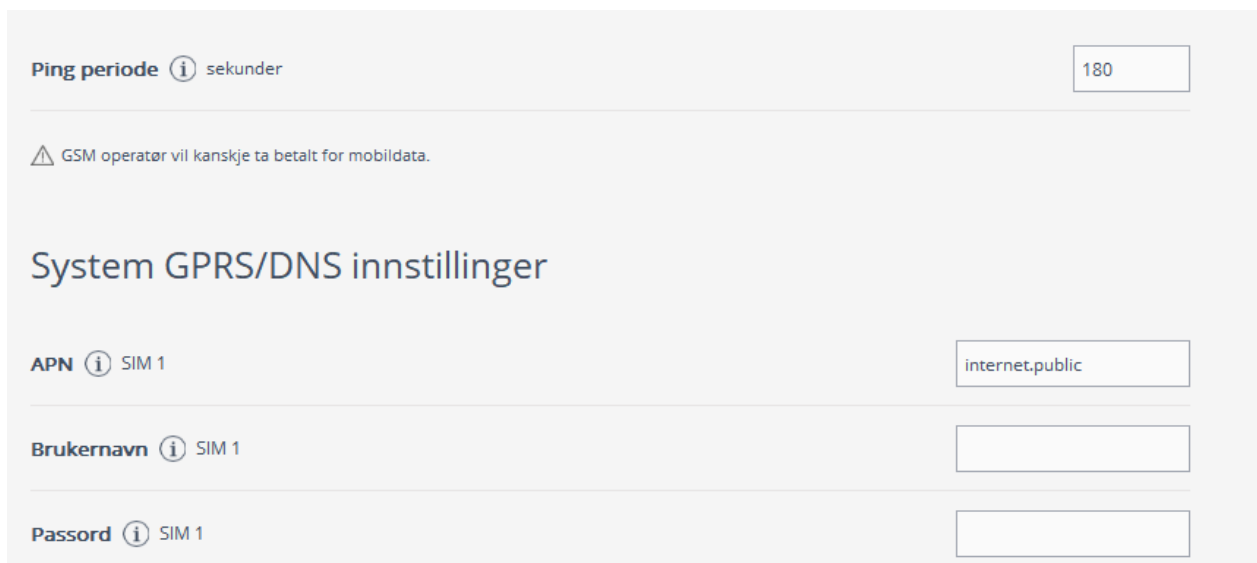 Ping periode i sekunder 180
GSM operatør vil kanskje ta betalt for mobildata.
System GPRS/DNS innstillinger
APN i SIM 1 internet.public
Brukernavn i SIM 1
Passord i SIM 1